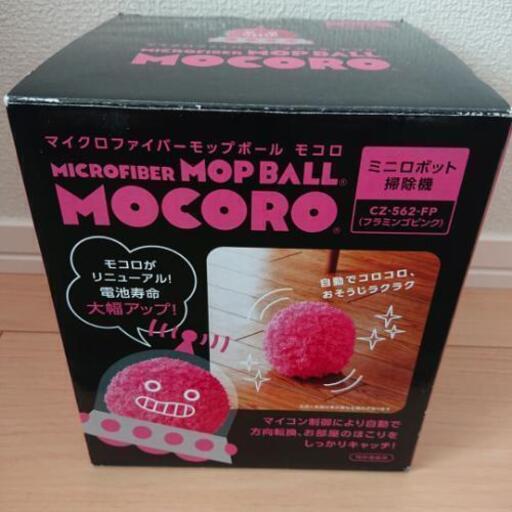 MICROFIBER MOP BALL
MOCORO
マイクロファイバーモップボール モコロ
MICROFIBER MOP BALL®
MOCORO®
ミニロボット
掃除機
CZ-562-FP
(フラミンゴピンク)
モコロが
リニューアル!
電池寿命
大幅アップ!
自動でコロコロ、
おそうじラクラク
マイコン制御により自動で
方向転換、お部屋のほこりを
しっかりキャッチ!